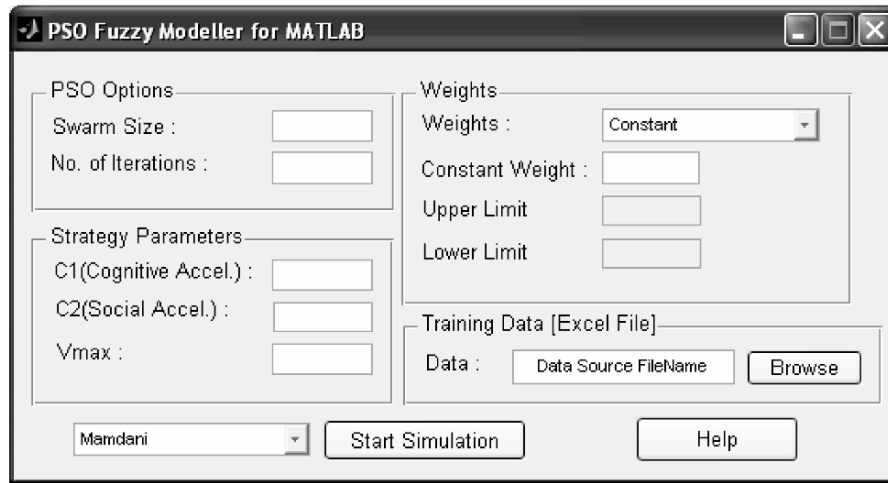 PSO Fuzzy Modeller for MATLAB
PSO Options
Swarm Size :
No. of Iterations :
Strategy Parameters
C1(Cognitive Accel.) :
C2(Social Accel.) :
Vmax :
Weights
Weights : Constant
Constant Weight :
Upper Limit
Lower Limit
Training Data [Excel File]
Data : Data Source FileName Browse
Mamdani Start Simulation Help